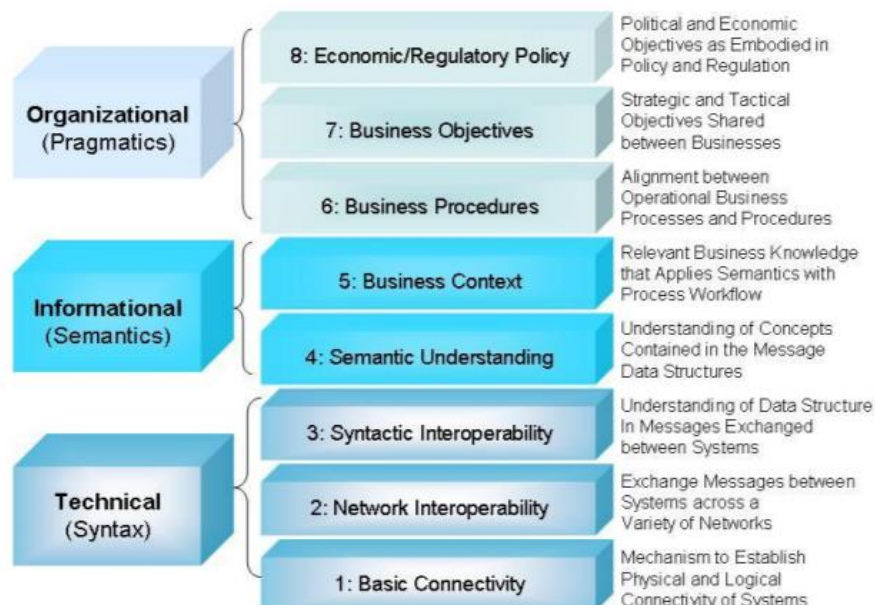 Organizational
(Pragmatics)
8: Economic/Regulatory Policy
Political and Economic
Objectives as Embodied in
Policy and Regulation
7: Business Objectives
Strategic and Tactical
Objectives Shared
between Businesses
6: Business Procedures
Alignment between
Operational Business
Processes and Procedures
Informational
(Semantics)
5: Business Context
Relevant Business Knowledge
that Applies Semantics with
Process Workflow
4: Semantic Understanding
Understanding of Concepts
Contained in the Message
Data Structures
Technical
(Syntax)
3: Syntactic Interoperability
Understanding of Data Structure
In Messages Exchanged
between Systems
2: Network Interoperability
Exchange Messages between
Systems across a
Variety of Networks
1: Basic Connectivity
Mechanism to Establish
Physical and Logical
Connectivity of Systems